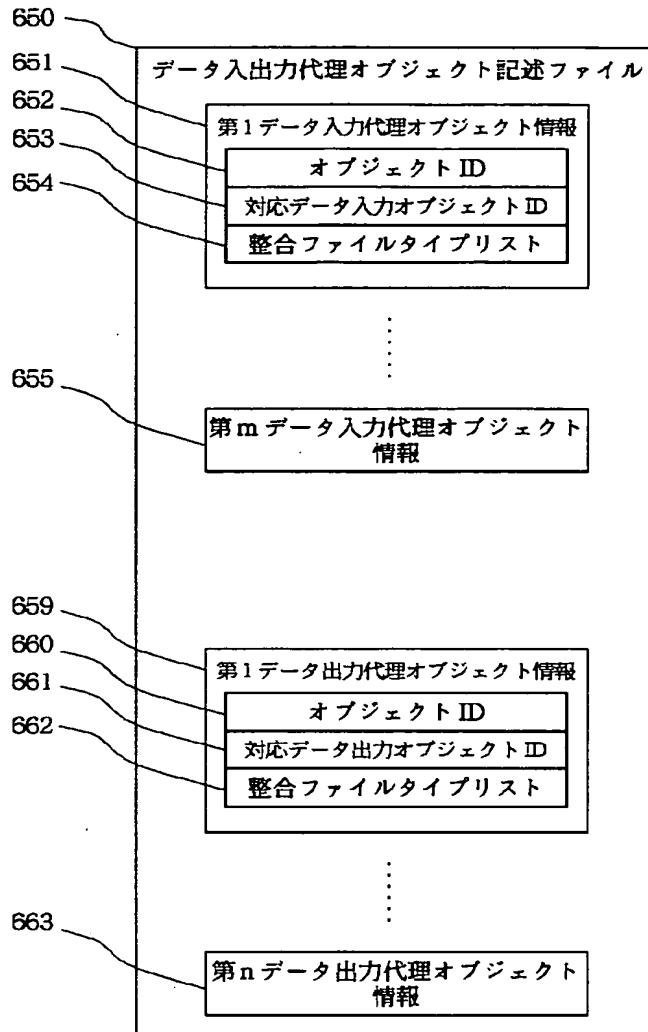 650
データ入出力代理オブジェクト記述ファイル
651
第1データ入力代理オブジェクト情報
652
オブジェクトID
653
対応データ入力オブジェクトID
654
整合ファイルタイプリスト
655
第mデータ入力代理オブジェクト
情報
659
第1データ出力代理オブジェクト情報
660
オブジェクトID
661
対応データ出力オブジェクトID
662
整合ファイルタイプリスト
663
第nデータ出力代理オブジェクト
情報